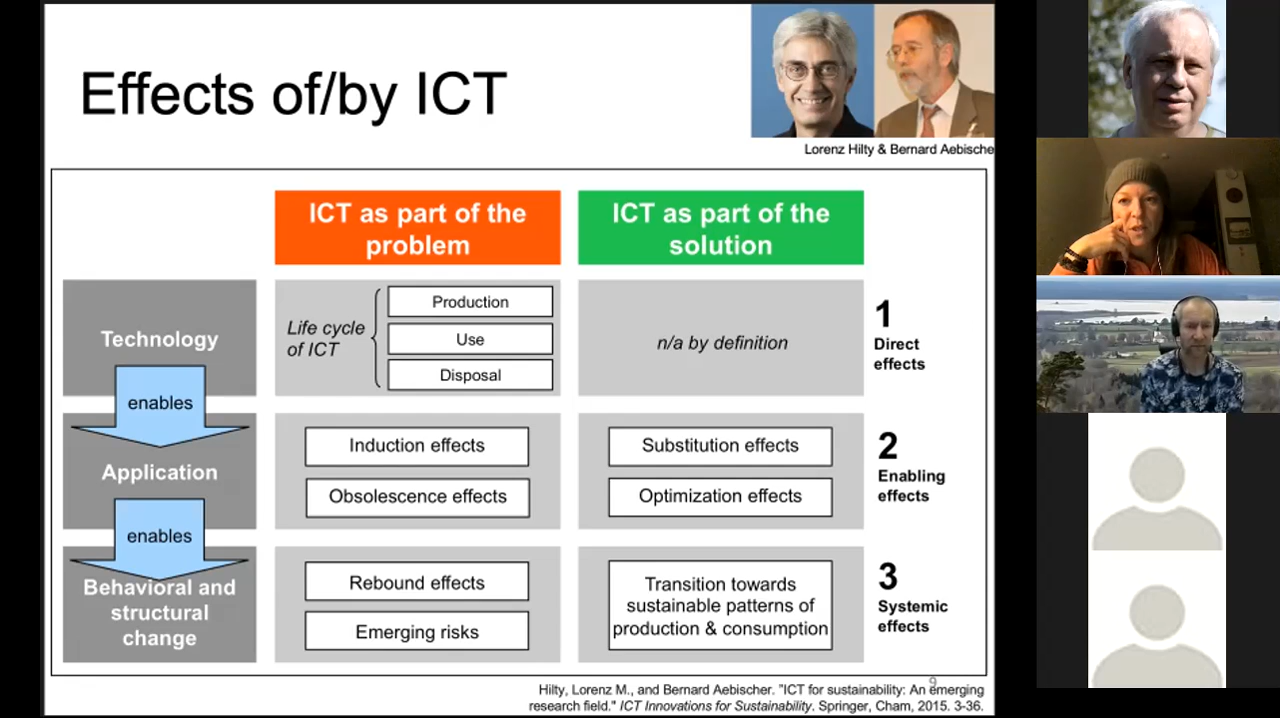 Effects of/by ICT
Lorenz Hilty & Bernard Aebische
ICT as part of the
problem
ICT as part of the
solution
Technology
Life cycle
of ICT
Production
Use
Disposal
n/a by definition
1
Direct
effects
enables
Application
Induction effects
Obsolescence effects
Substitution effects
Optimization effects
2
Enabling
effects
enables
Behavioral and
structural
change
Rebound effects
Emerging risks
Transition towards
sustainable patterns of
production & consumption
3
Systemic
effects
9
Hilty, Lorenz M., and Bernard Aebischer. "ICT for sustainability: An emerging
research field." ICT Innovations for Sustainability. Springer, Cham, 2015. 3-36.